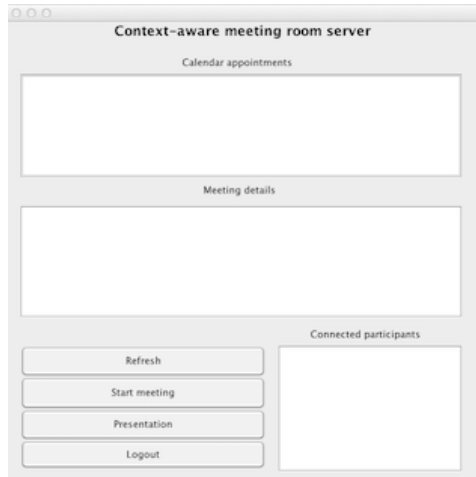 Context-aware meeting room server
Calendar appointments
Meeting details
Connected participants
Refresh
Start meeting
Presentation
Logout